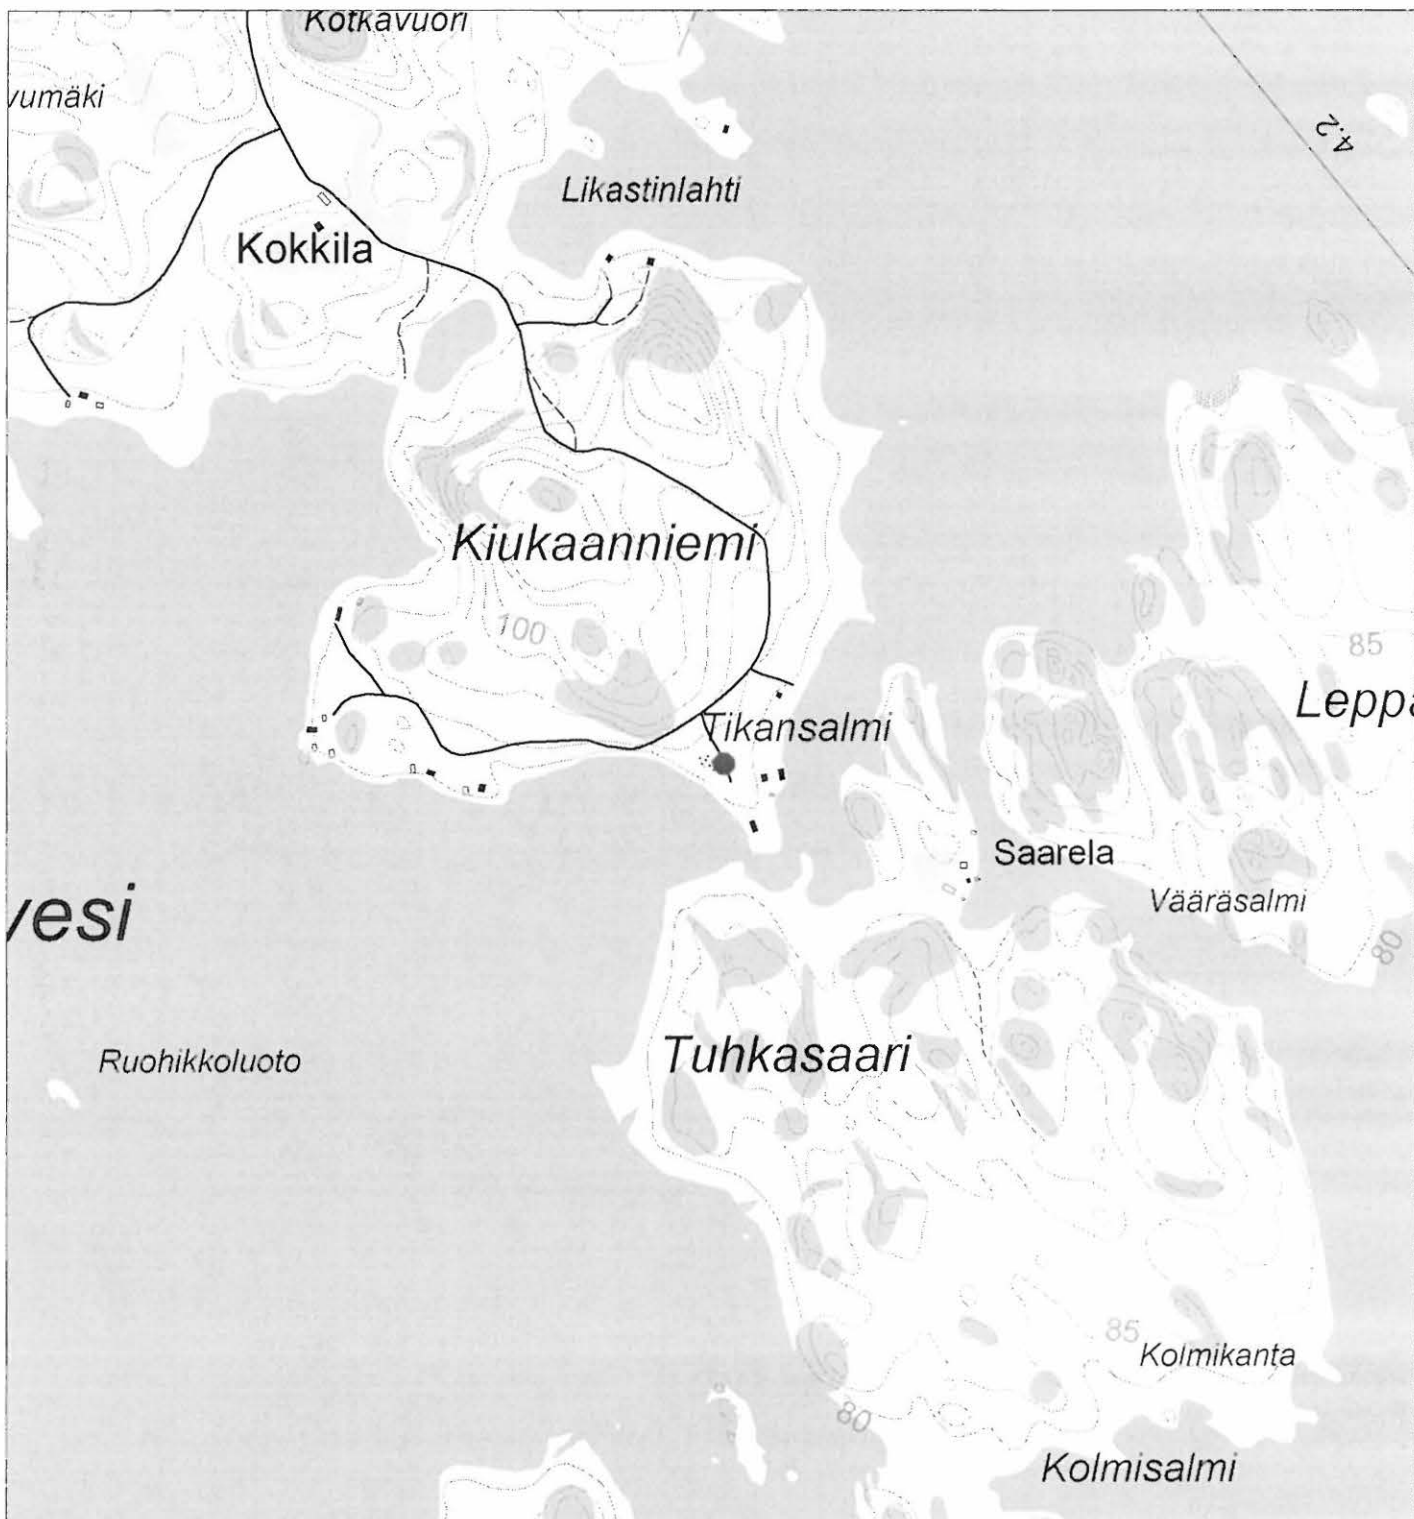 Kotkavuori
vumäki
4.2
Likastinlahti
Kokkila
Kiukaanniemi
100
85
Leppä
Tikansalmi
Saarela
Vääräsalmi
vesi
80
Ruohikkoluoto
Tuhkasaari
85
Kolmikanta
80
Kolmisalmi